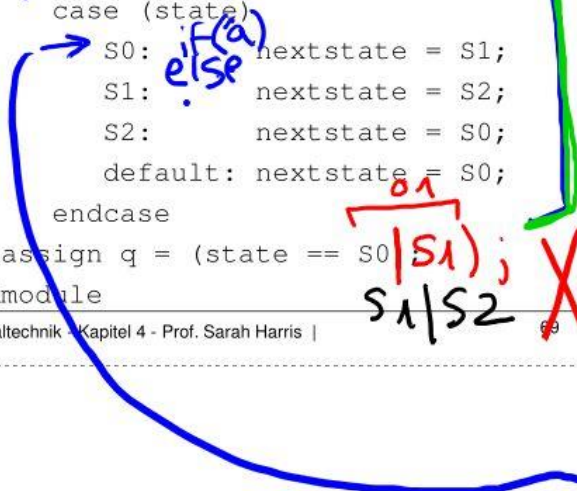 case (state)
S0: if("a) nextstate = S1;
else
S1: nextstate = S2;
S2: nextstate = S0;
default: nextstate = S0;
01
endcase
assign q = (state == S0|S1);
module
S1|S2
altechnik - Kapitel 4 - Prof. Sarah Harris | 69
X